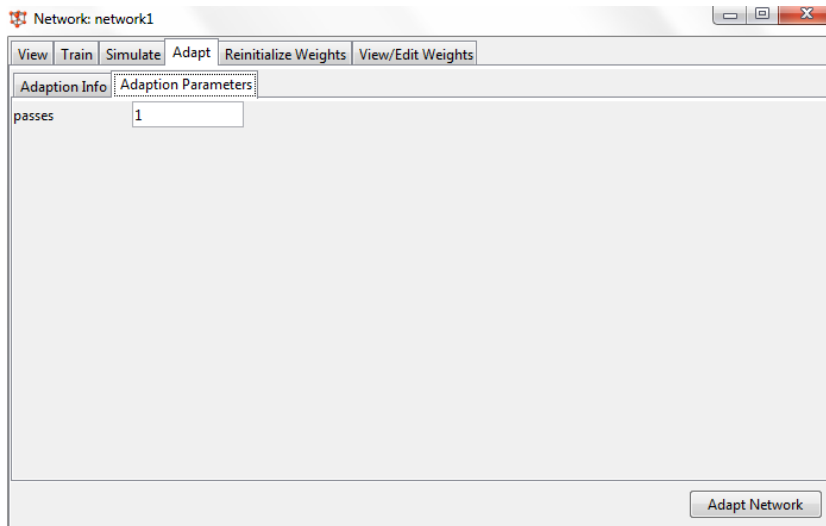 Network: network1
View Train Simulate Adapt Reinitialize Weights View/Edit Weights
Adaption Info Adaption Parameters
passes 1
Adapt Network